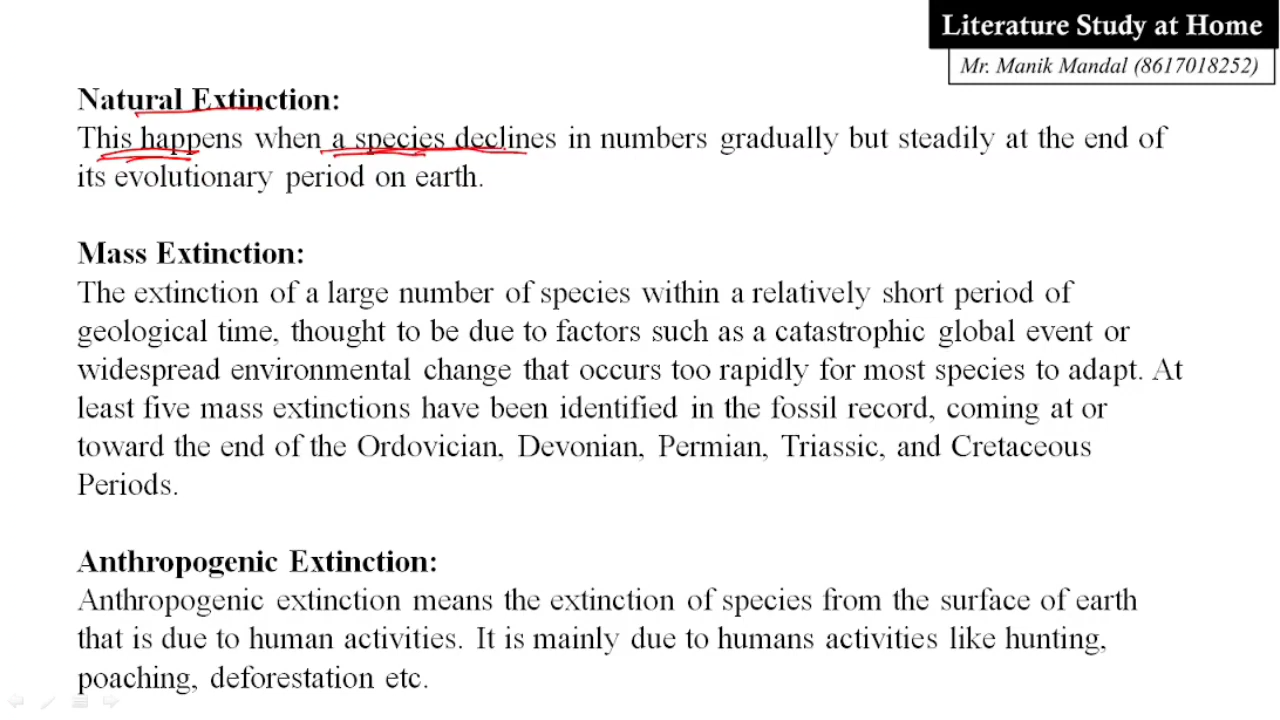 Literature Study at Home
Mr. Manik Mandal (8617018252)
Natural Extinction:
This happens when a species declines in numbers gradually but steadily at the end of
its evolutionary period on earth.
Mass Extinction:
The extinction of a large number of species within a relatively short period of
geological time, thought to be due to factors such as a catastrophic global event or
widespread environmental change that occurs too rapidly for most species to adapt. At
least five mass extinctions have been identified in the fossil record, coming at or
toward the end of the Ordovician, Devonian, Permian, Triassic, and Cretaceous
Periods.
Anthropogenic Extinction:
Anthropogenic extinction means the extinction of species from the surface of earth
that is due to human activities. It is mainly due to humans activities like hunting,
poaching, deforestation etc.